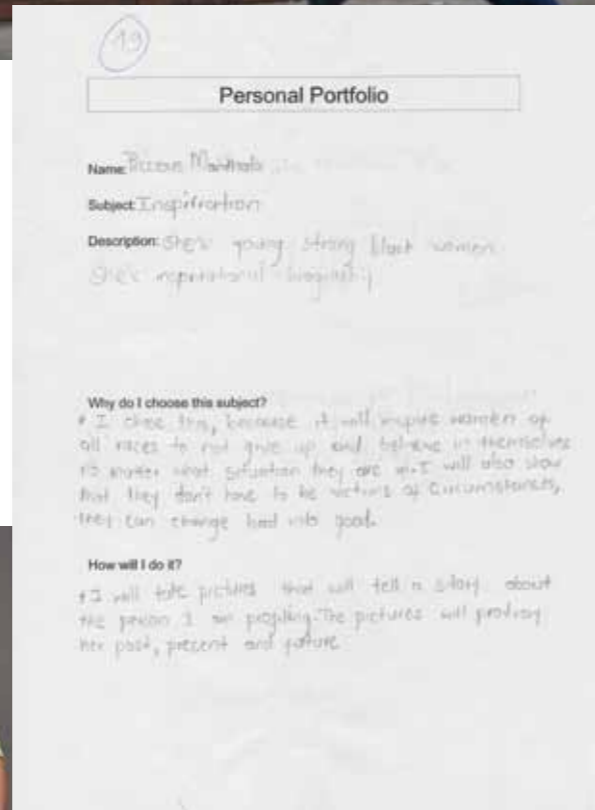 19
Personal Portfolio
Name:
Subject: Inspiration
Description: She's young strong black women
She's inspirational
Why do I choose this subject?
* I chose this, because it will inspire women of
all races to not give up and believe in themselves
no matter what situation they are in. I will also show
that they don't have to be victims of circumstances,
they can change bad into good.
How will I do it?
* I will take pictures that will tell a story about
the person I am profiling. The pictures will portray
her past, present and future